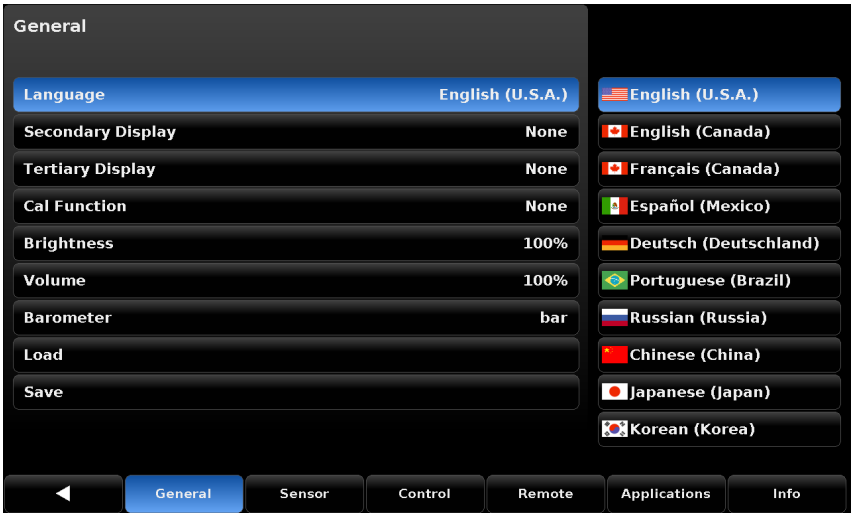 General
Language English (U.S.A.)
Secondary Display None
Tertiary Display None
Cal Function None
Brightness 100%
Volume 100%
Barometer bar
Load
Save
English (U.S.A.)
English (Canada)
Français (Canada)
Español (Mexico)
Deutsch (Deutschland)
Portuguese (Brazil)
Russian (Russia)
Chinese (China)
Japanese (Japan)
Korean (Korea)
General Sensor Control Remote Applications Info